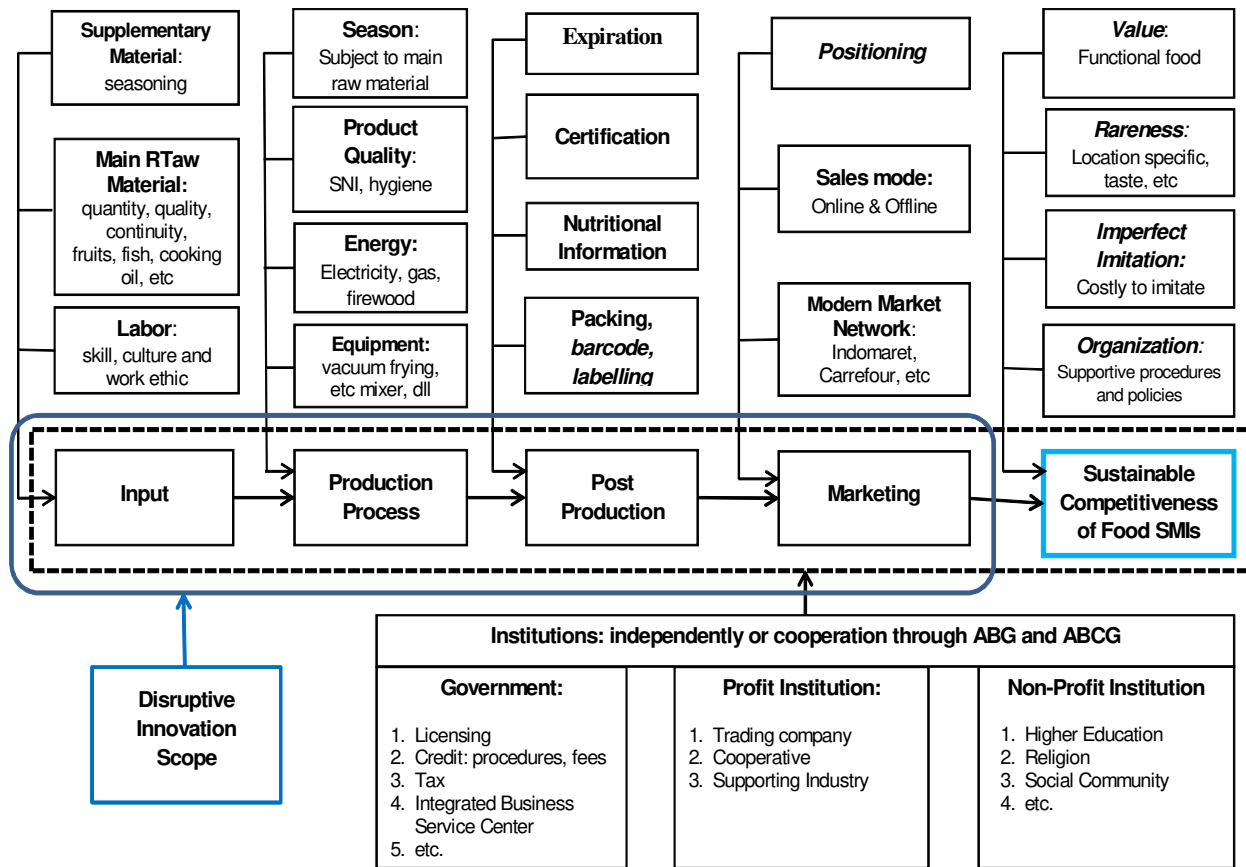 Supplementary
Material:
seasoning
Main RTaw
Material:
quantity, quality,
continuity,
fruits, fish, cooking
oil, etc
Labor:
skill, culture and
work ethic
Season:
Subject to main
raw material
Product
Quality:
SNI, hygiene
Energy:
Electricity, gas,
firewood
Equipment:
vacuum frying,
etc mixer, dll
Expiration
Certification
Nutritional
Information
Packing,
barcode,
labelling
Positioning
Sales mode:
Online & Offline
Modern Market
Network:
Indomaret,
Carrefour, etc
Value:
Functional food
Rareness:
Location specific,
taste, etc
Imperfect
Imitation:
Costly to imitate
Organization:
Supportive procedures
and policies
Input
Production
Process
Post
Production
Marketing
Sustainable
Competitiveness
of Food SMIs
Disruptive
Innovation
Scope
Institutions: independently or cooperation through ABG and ABCG
Government:
1. Licensing
2. Credit: procedures, fees
3. Tax
4. Integrated Business
Service Center
5. etc.
Profit Institution:
1. Trading company
2. Cooperative
3. Supporting Industry
Non-Profit Institution
1. Higher Education
2. Religion
3. Social Community
4. etc.